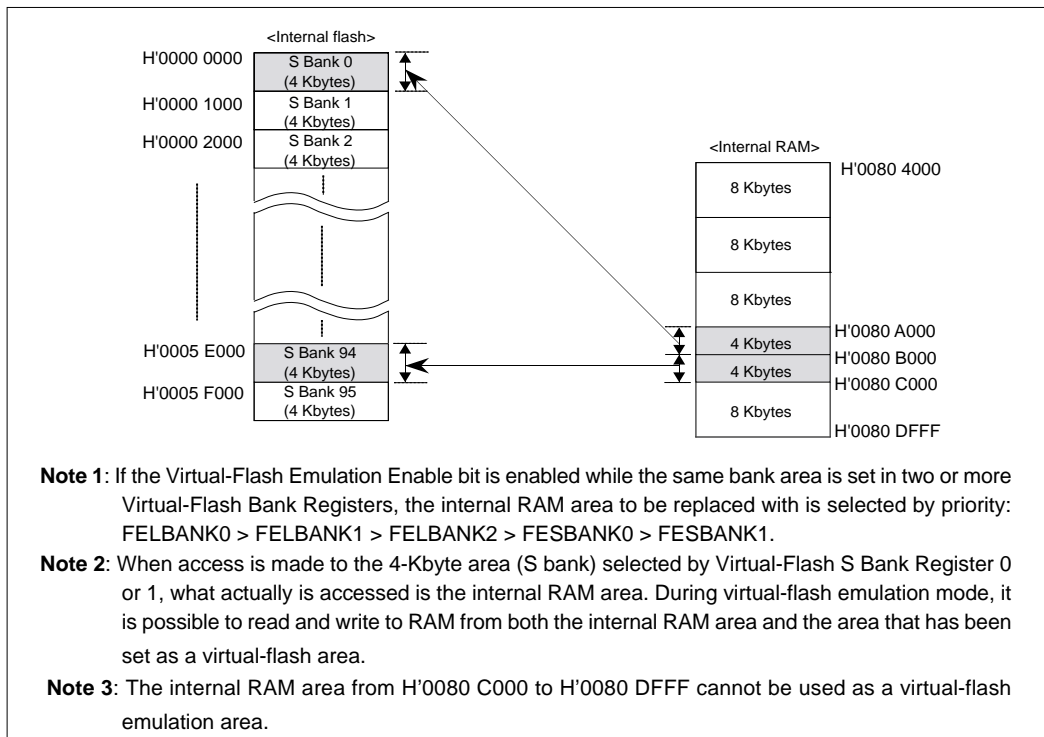 <Internal flash>
H'0000 0000
S Bank 0
(4 Kbytes)
H'0000 1000
S Bank 1
(4 Kbytes)
H'0000 2000
S Bank 2
(4 Kbytes)
H'0005 E000
S Bank 94
(4 Kbytes)
H'0005 F000
S Bank 95
(4 Kbytes)
<Internal RAM>
H'0080 4000
8 Kbytes
8 Kbytes
8 Kbytes
H'0080 A000
4 Kbytes
H'0080 B000
4 Kbytes
H'0080 C000
8 Kbytes
H'0080 DFFF
Note 1: If the Virtual-Flash Emulation Enable bit is enabled while the same bank area is set in two or more
Virtual-Flash Bank Registers, the internal RAM area to be replaced with is selected by priority:
FELBANK0 > FELBANK1 > FELBANK2 > FESBANK0 > FESBANK1.
Note 2: When access is made to the 4-Kbyte area (S bank) selected by Virtual-Flash S Bank Register 0
or 1, what actually is accessed is the internal RAM area. During virtual-flash emulation mode, it
is possible to read and write to RAM from both the internal RAM area and the area that has been
set as a virtual-flash area.
Note 3: The internal RAM area from H'0080 C000 to H'0080 DFFF cannot be used as a virtual-flash
emulation area.